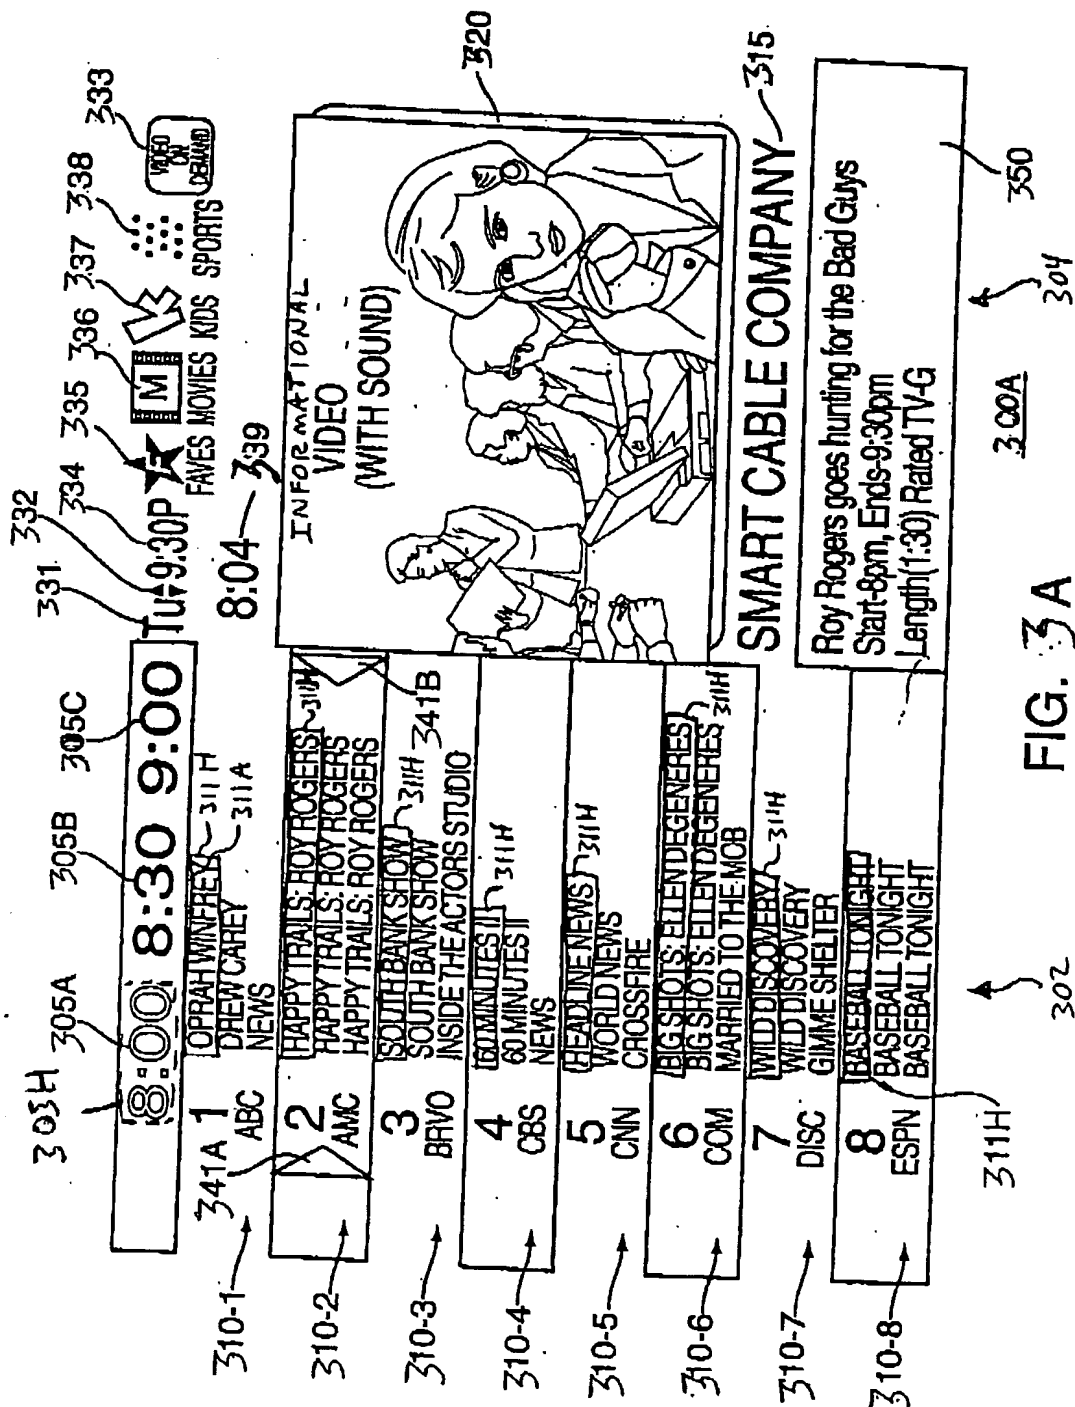 331
332
334
335
336
337
338
333
305H
305A
305B
305C
8:00 8:30 9:00
Tu 9:30P
F
M
VIDEO
ON
DEMAND
FAVES MOVIES KIDS SPORTS
8:04
339
310-1
1
ABC
OPRAH WINFREY
311H
DREW CAREY
311A
NEWS
341A
310-2
2
AMC
HAPPY TRAILS: ROY ROGERS
311H
HAPPY TRAILS: ROY ROGERS
HAPPY TRAILS: ROY ROGERS
341B
310-3
3
BRVO
SOUTH BANK SHOW
311H
SOUTH BANK SHOW
INSIDE THE ACTORS STUDIO
310-4
4
CBS
60 MINUTES II
311H
60 MINUTES II
NEWS
310-5
5
CNN
HEADLINE NEWS
311H
WORLD NEWS
CROSSFIRE
310-6
6
COM
BIG SHOTS: ELLEN DEGENERES
311H
BIG SHOTS: ELLEN DEGENERES
MARRIED TO THE MOB
310-7
7
DISC
WILD DISCOVERY
311H
WILD DISCOVERY
GIMME SHELTER
310-8
8
ESPN
BASEBALL TONIGHT
BASEBALL TONIGHT
BASEBALL TONIGHT
311H
INFORMATIONAL
VIDEO
(WITH SOUND)
320
SMART CABLE COMPANY
315
Roy Rogers goes hunting for the Bad Guys
Start-8pm, Ends-9:30pm
Length(1:30) Rated TV-G
350
302
304
300A
FIG. 3A